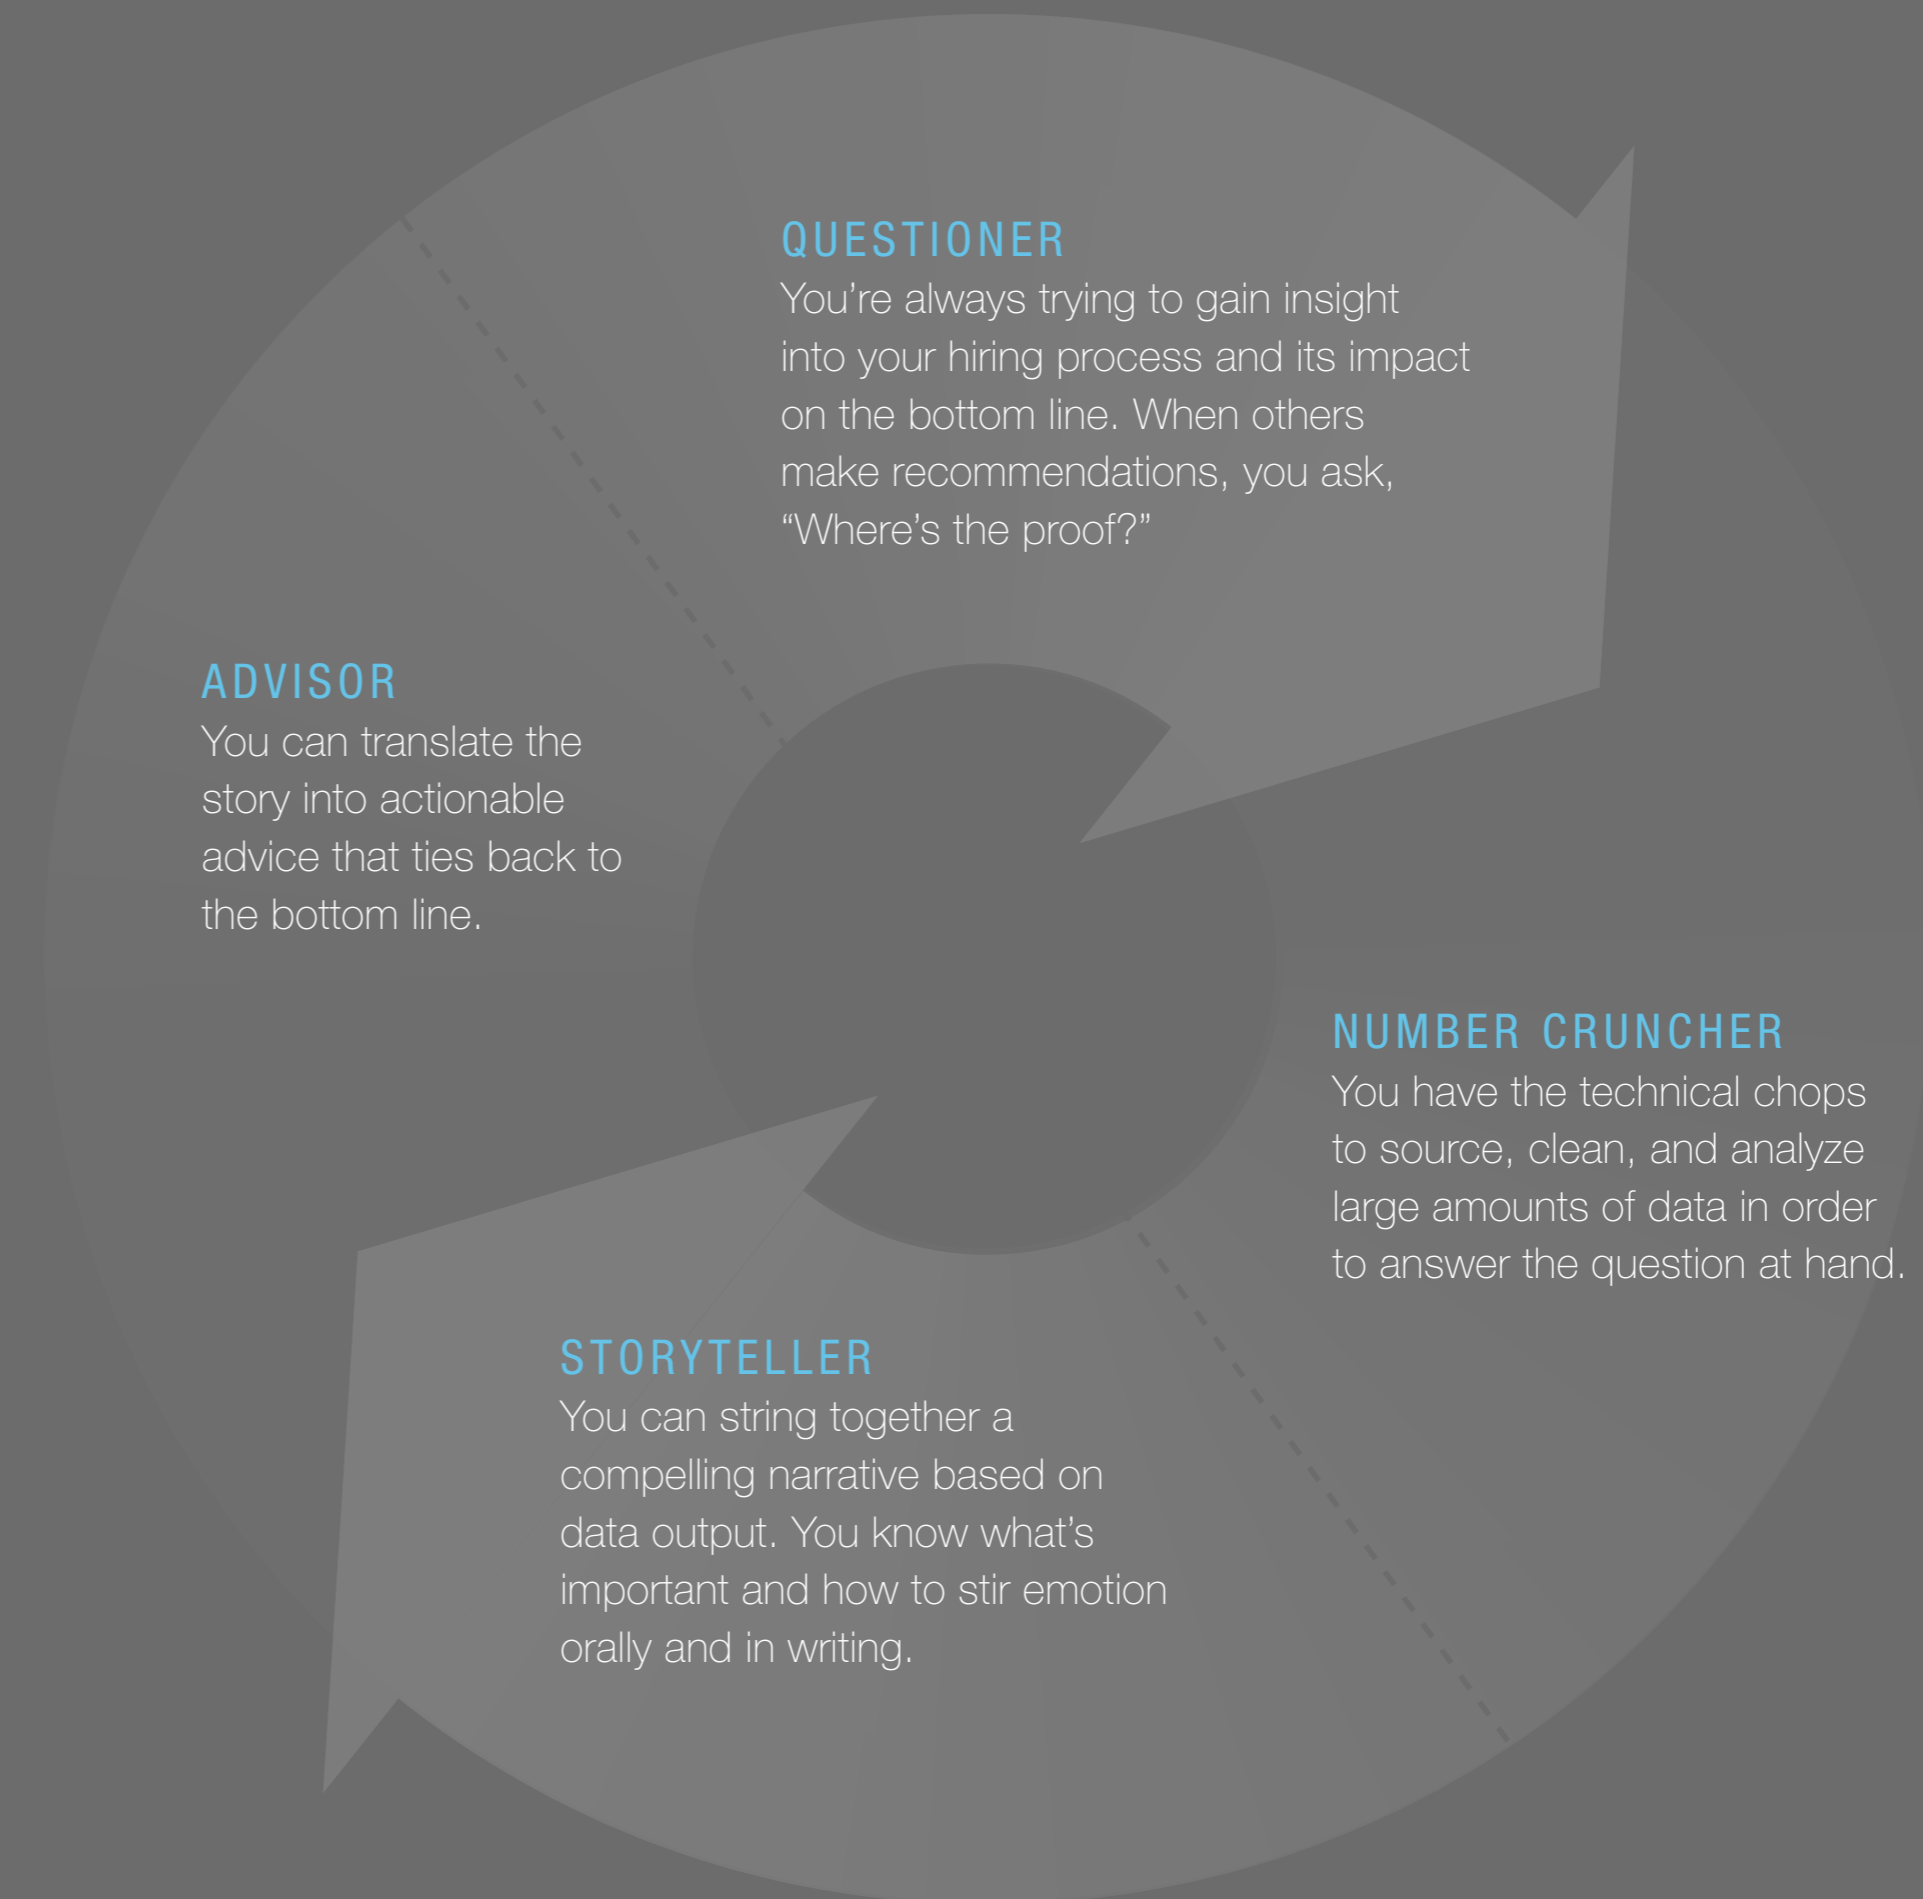 QUESTIONER
You’re always trying to gain insight
into your hiring process and its impact
on the bottom line. When others
make recommendations, you ask,
“Where’s the proof?”
ADVISOR
You can translate the
story into actionable
advice that ties back to
the bottom line.
NUMBER CRUNCHER
You have the technical chops
to source, clean, and analyze
large amounts of data in order
to answer the question at hand.
STORYTELLER
You can string together a
compelling narrative based on
data output. You know what’s
important and how to stir emotion
orally and in writing.